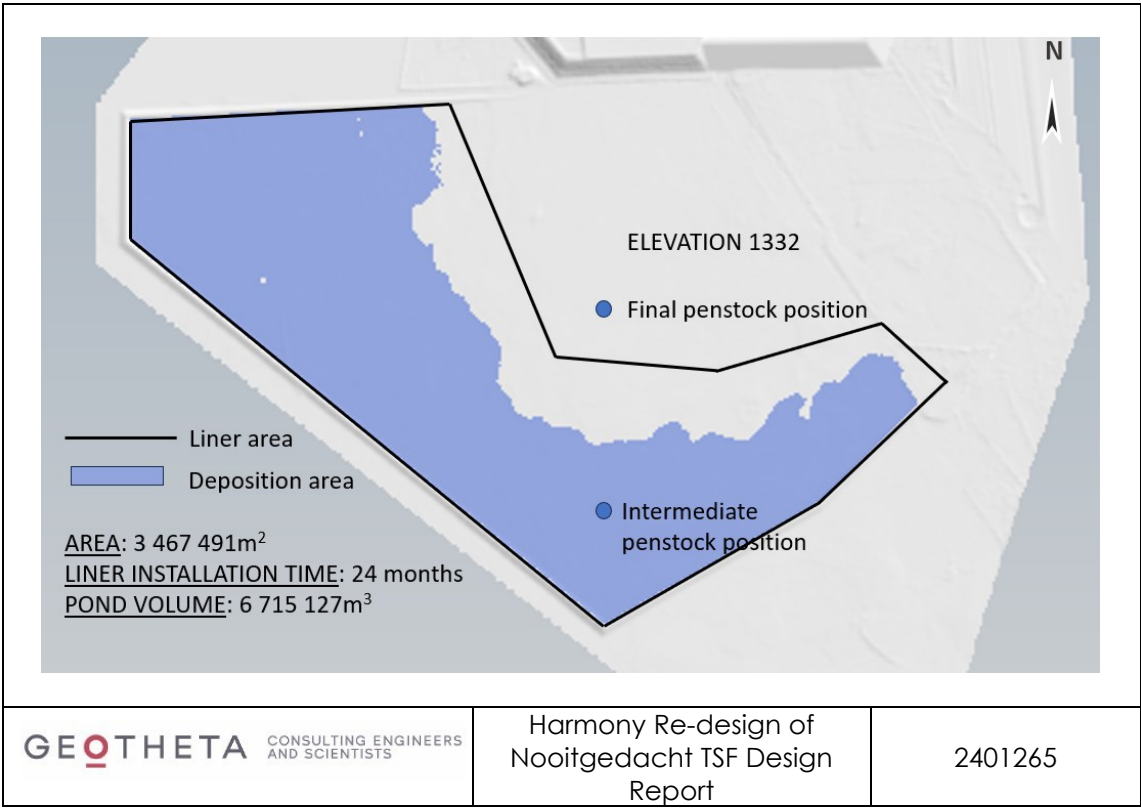 N
ELEVATION 1332
Final penstock position
Liner area
Deposition area
Intermediate
penstock position
AREA: 3 467 491m²
LINER INSTALLATION TIME: 24 months
POND VOLUME: 6 715 127m³
GEOTHETA CONSULTING ENGINEERS
AND SCIENTISTS
Harmony Re-design of
Nooitgedacht TSF Design
Report
2401265